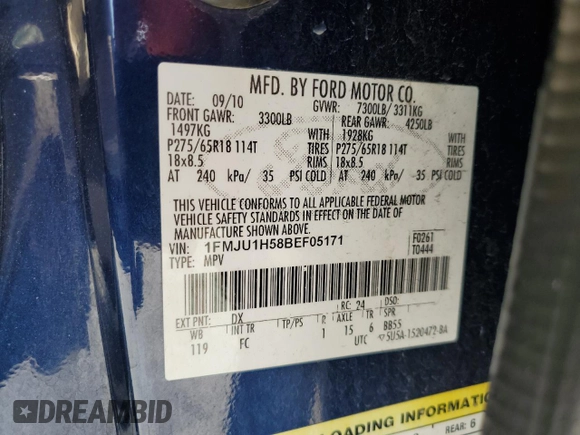 MFD. BY FORD MOTOR CO.
DATE: 09/10 GVWR: 7300LB/ 3311KG
FRONT GAWR: 3300LB REAR GAWR: 4250LB
1497KG WITH 1928KG WITH
P275/65R18 114T TIRES P275/65R18 114T TIRES
18x8.5 RIMS 18x8.5 RIMS
AT 240 kPa/ 35 PSI COLD AT 240 kPa/ 35 PSI COLD
THIS VEHICLE CONFORMS TO ALL APPLICABLE FEDERAL MOTOR
VEHICLE SAFETY STANDARDS IN EFFECT ON THE DATE OF
MANUFACTURE SHOWN ABOVE.
VIN: 1FMJU1H58BEF05171 F0261
TYPE: MPV T0444
EXT PNT: DX RC: 24 DSO:
WB INT TR TP/PS R AXLE TR SPR
119 FC 1 15 6 BB55
UTC 5U5A-1520472-BA
LOADING INFORMATION
REAR: 6
DREAMBID